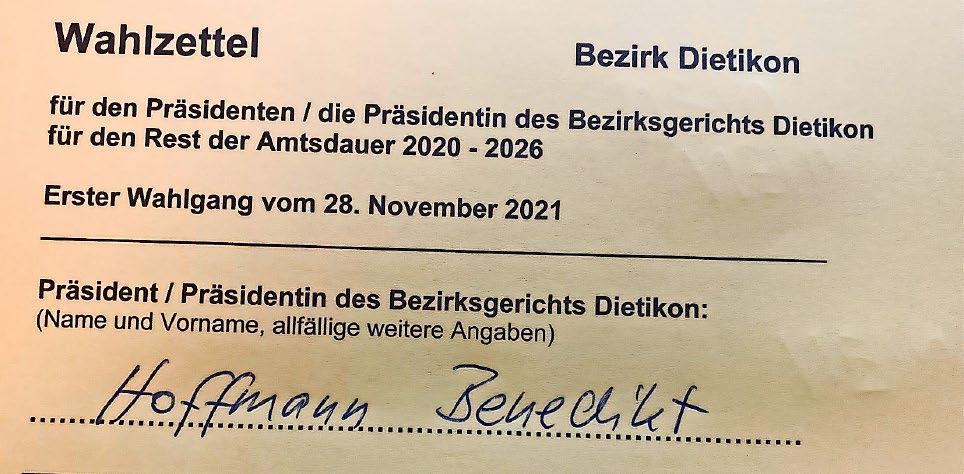 Wahlzettel
Bezirk Dietikon
für den Präsidenten / die Präsidentin des Bezirksgerichts Dietikon
für den Rest der Amtsdauer 2020 - 2026
Erster Wahlgang vom 28. November 2021
Präsident / Präsidentin des Bezirksgerichts Dietikon:
(Name und Vorname, allfällige weitere Angaben)
Hoffmann Benedikt